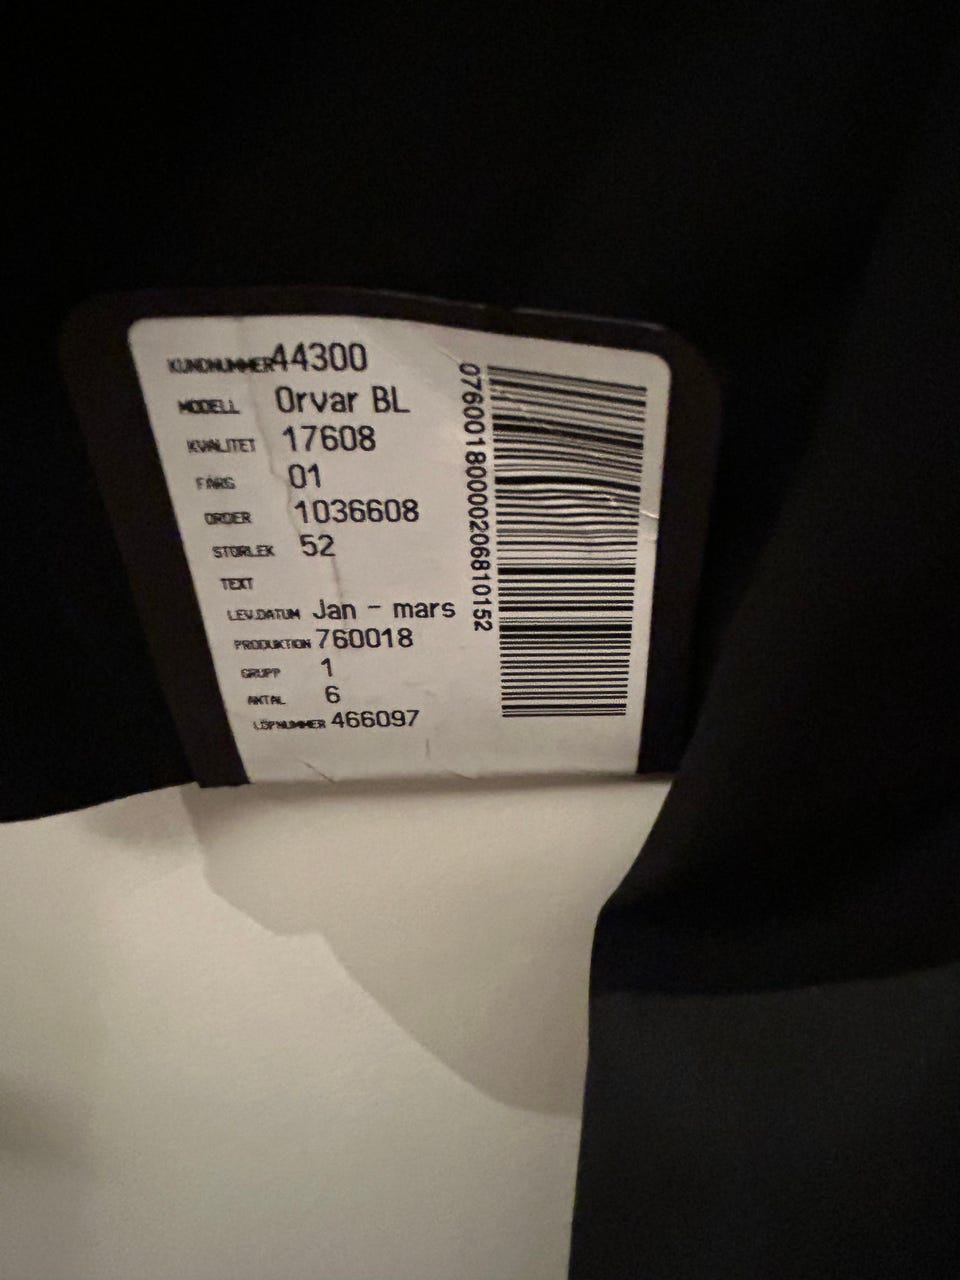 KUNDNUMMER 44300
MODELL Orvar BL
KVALITET 17608
FÄRG 01
ORDER 1036608
STORLEK 52
TEXT
LEV.DATUM Jan - mars
PRODUKTION 760018
GRUPP 1
ANTAL 6
LÖPNUMMER 466097
07600180000206810152